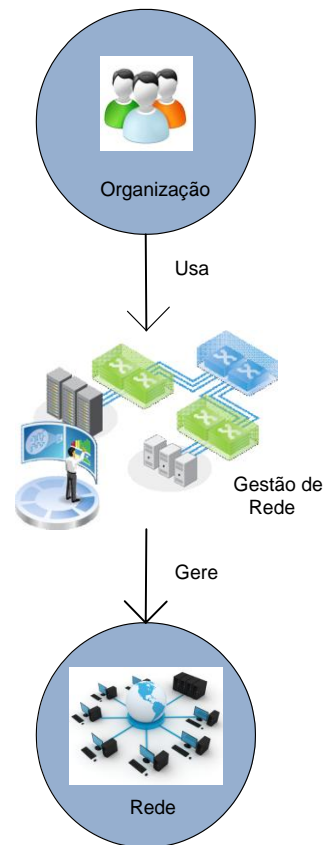 Organização
Usa
Gestão de
Rede
Gere
Rede